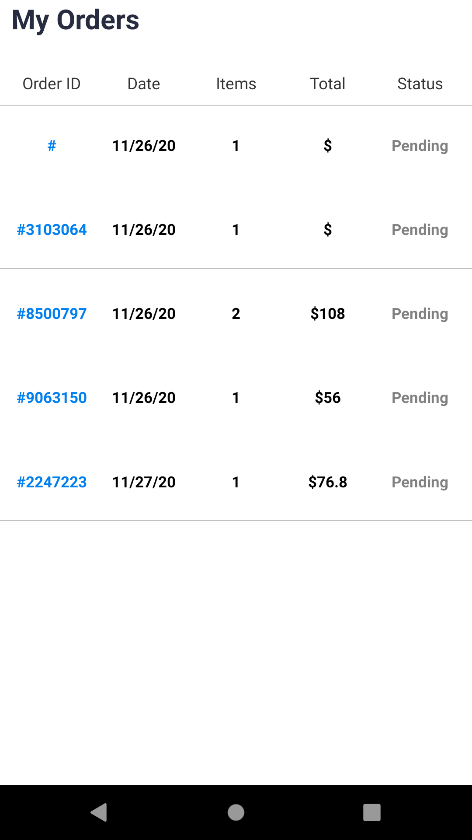 My Orders
Order ID Date Items Total Status
# 11/26/20 1 $ Pending
#3103064 11/26/20 1 $ Pending
#8500797 11/26/20 2 $108 Pending
#9063150 11/26/20 1 $56 Pending
#2247223 11/27/20 1 $76.8 Pending